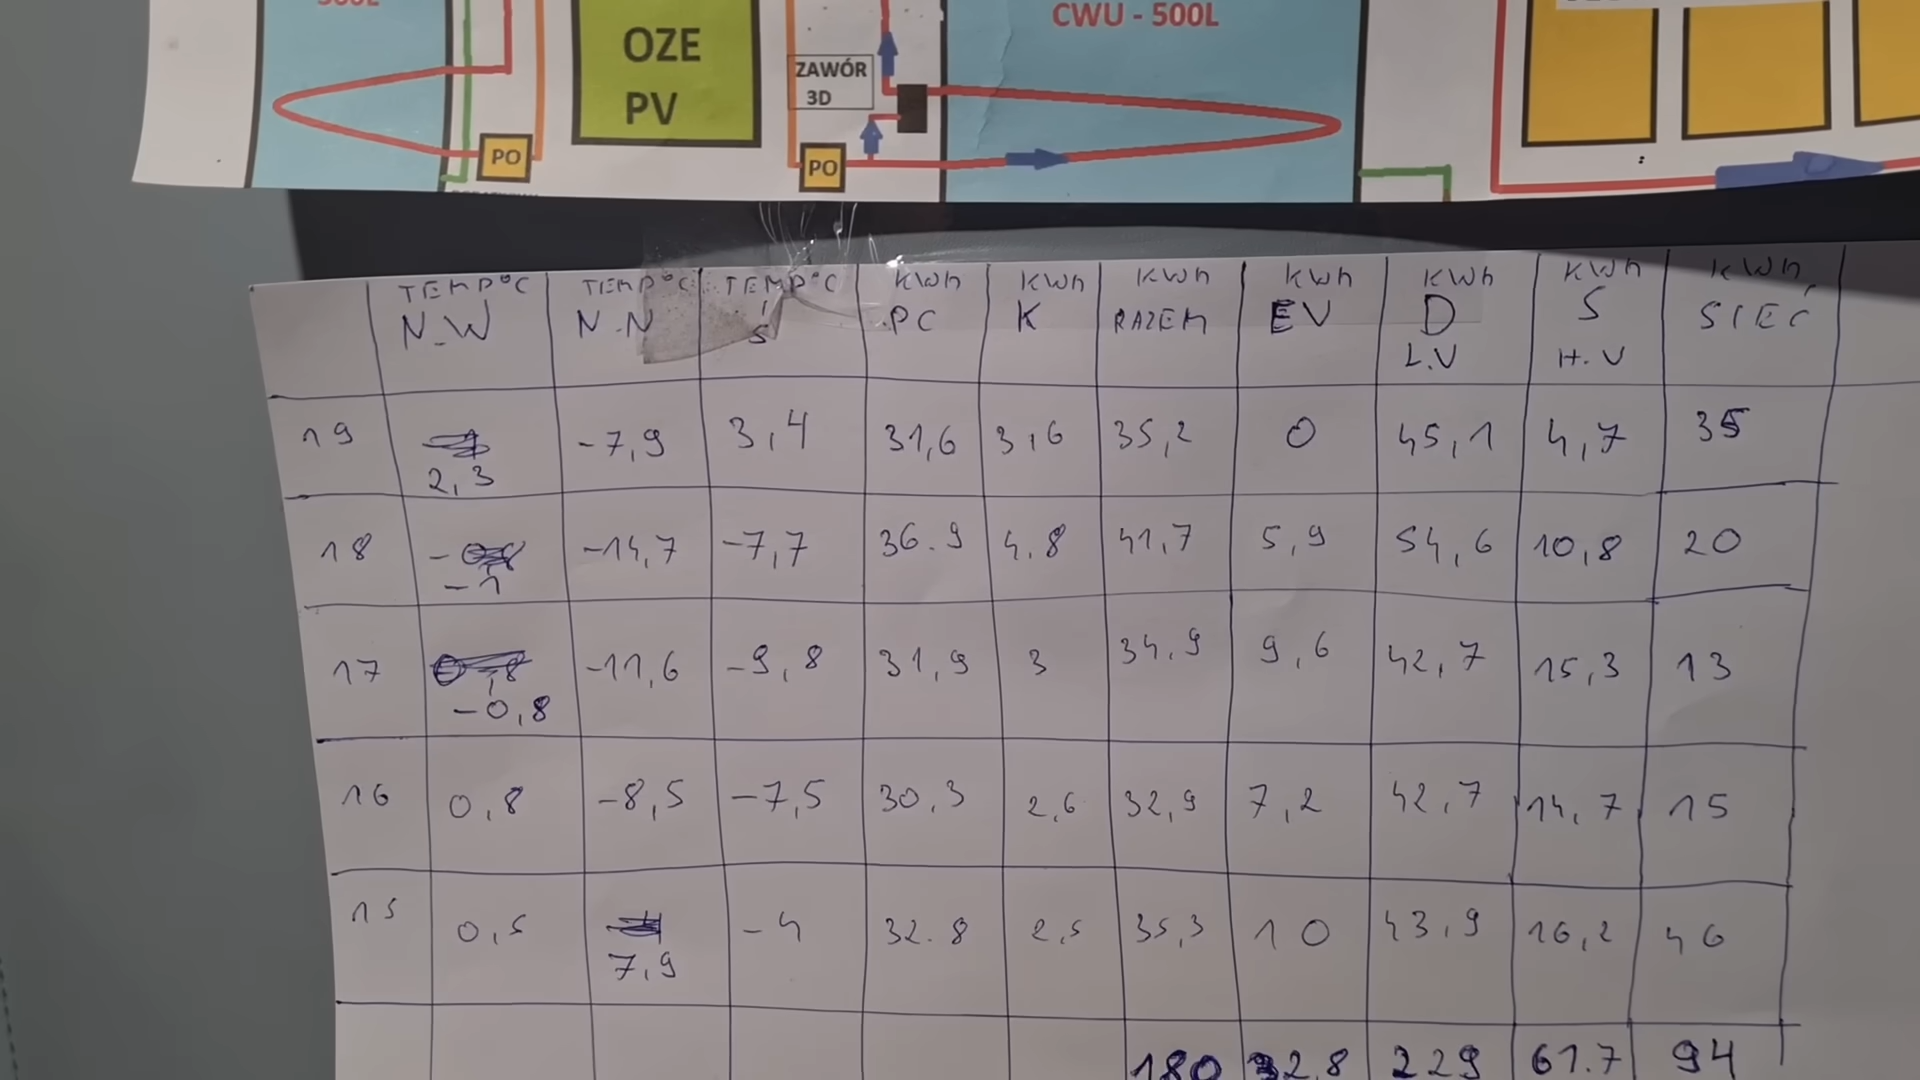 CWU - 500L
OZE
PV
ZAWÓR
3D
PO
PO
TEMP°C TEMP°C TEMP°C KWh KWh KWh KWh KWh KWh KWh
N-W N-N Ś PC K RAZEM EV D S SIEĆ
L.V H.V
19 2,3 -7,9 3,4 31,6 3,6 35,2 0 45,1 4,7 35
18 -1 -14,7 -7,7 36.9 4,8 41,7 5,9 54,6 10,8 20
17 -0,8 -11,6 -9,8 31,9 3 34,9 9,6 42,7 15,3 13
16 0,8 -8,5 -7,5 30,3 2,6 32,9 7,2 42,7 14,7 15
15 0,5 7,9 -4 32.8 2,5 35,3 10 43,9 16,2 46
180 32,8 229 61.7 94